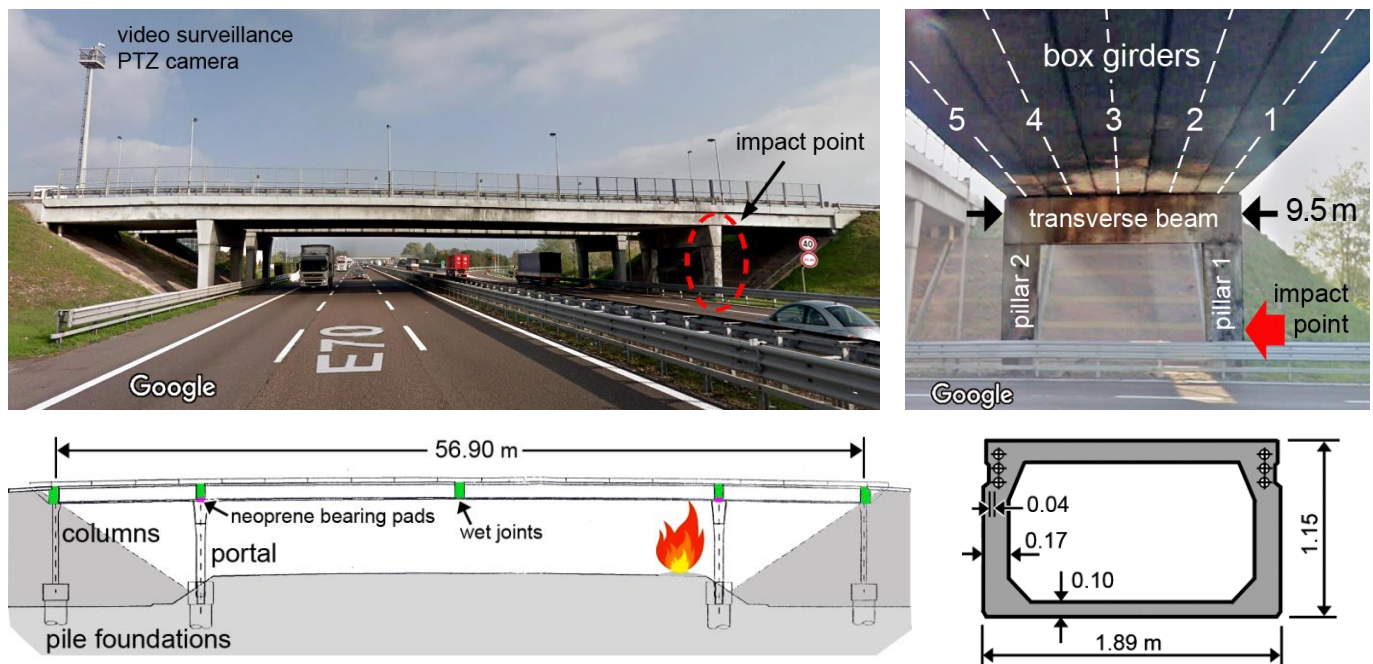 video surveillance
PTZ camera
impact point
40
E70
Google
box girders
5 4 3 2 1
transverse beam
9.5 m
pillar 2
pillar 1
impact
point
Google
56.90 m
neoprene bearing pads
wet joints
columns
portal
pile foundations
0.04
0.17
0.10
1.15
1.89 m